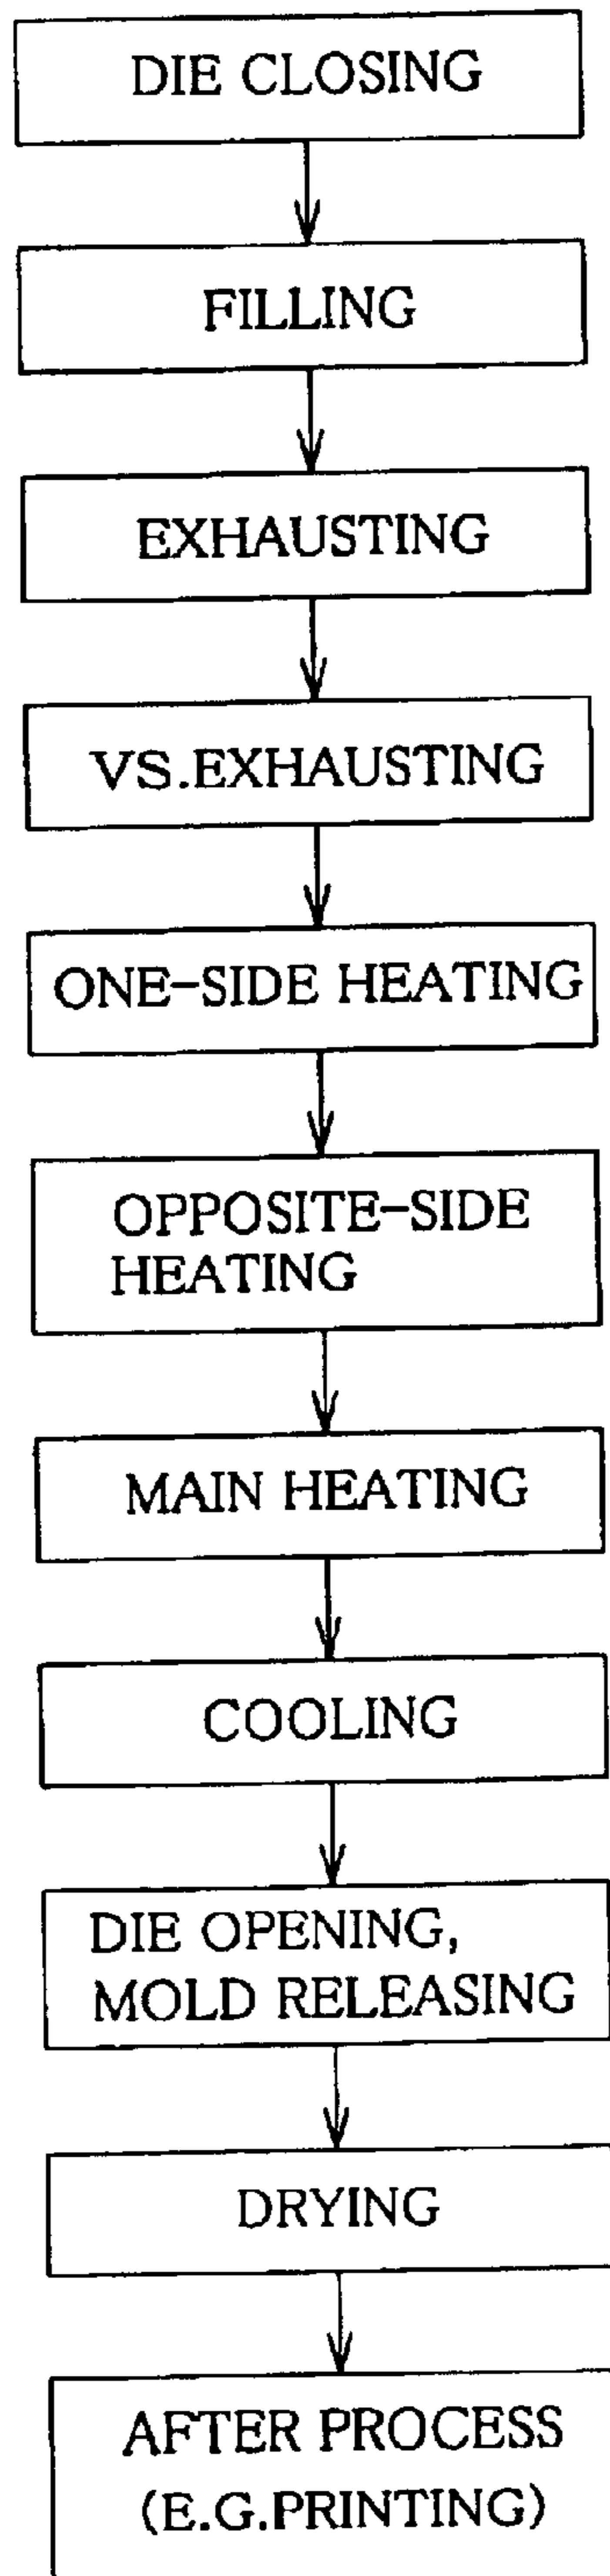 DIE CLOSING
FILLING
EXHAUSTING
VS.EXHAUSTING
ONE-SIDE HEATING
OPPOSITE-SIDE
HEATING
MAIN HEATING
COOLING
DIE OPENING,
MOLD RELEASING
DRYING
AFTER PROCESS
(E.G.PRINTING)